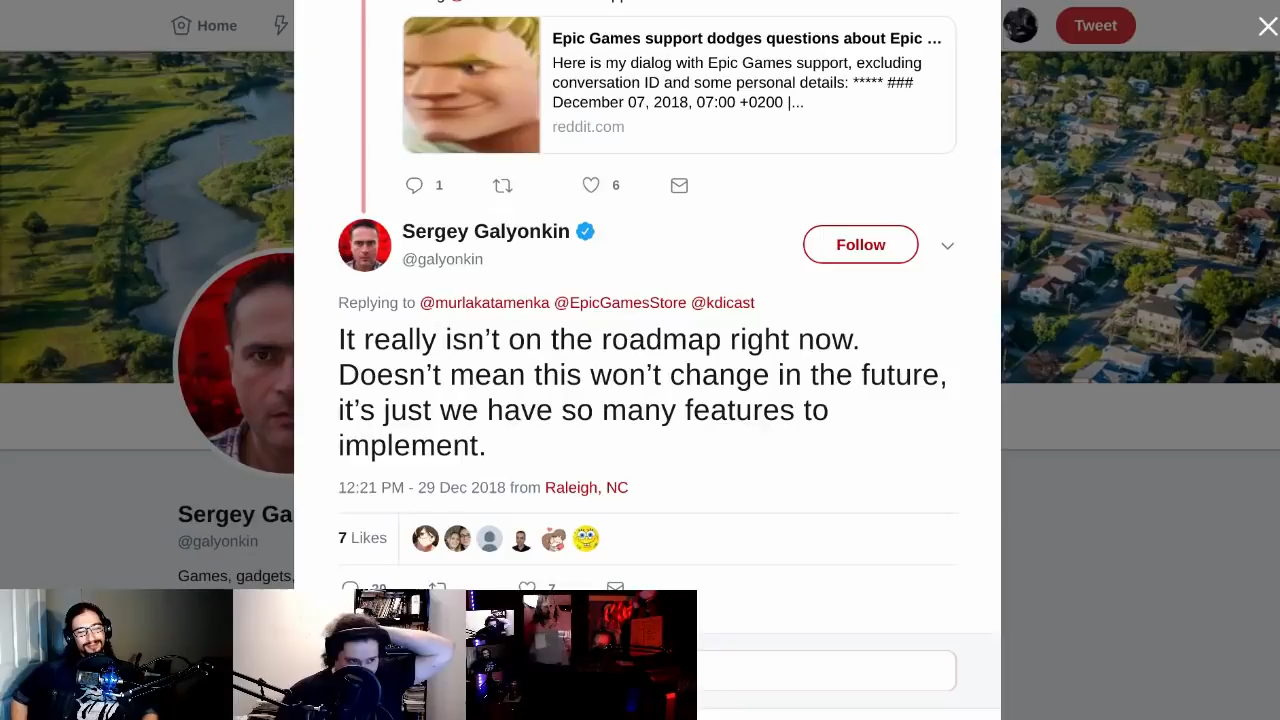 Home
Tweet
Epic Games support dodges questions about Epic ...
Here is my dialog with Epic Games support, excluding
conversation ID and some personal details: ***** ###
December 07, 2018, 07:00 +0200 |...
reddit.com
1
6
Sergey Galyonkin
@galyonkin
Follow
Replying to @murlakatamenka @EpicGamesStore @kdicast
It really isn’t on the roadmap right now.
Doesn’t mean this won’t change in the future,
it’s just we have so many features to
implement.
12:21 PM - 29 Dec 2018 from Raleigh, NC
7 Likes
Sergey Ga
@galyonkin
Games, gadgets,
7